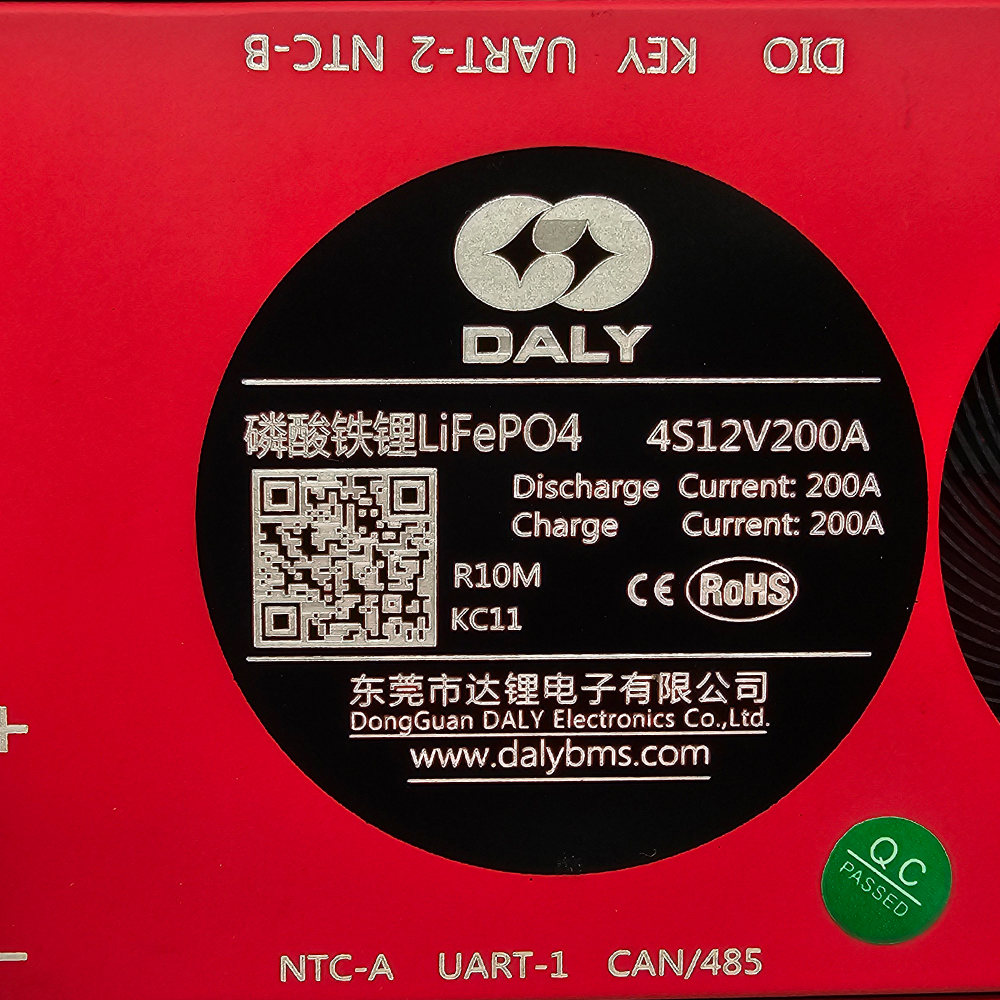 NTC-B UART-2 KEY DIO
DALY
磷酸铁锂LiFePO4 4S12V200A
Discharge Current: 200A
Charge Current: 200A
R10M
KC11
CE RoHS
东莞市达锂电子有限公司
DongGuan DALY Electronics Co.,Ltd.
www.dalybms.com
QC
PASSED
+
-
NTC-A UART-1 CAN/485